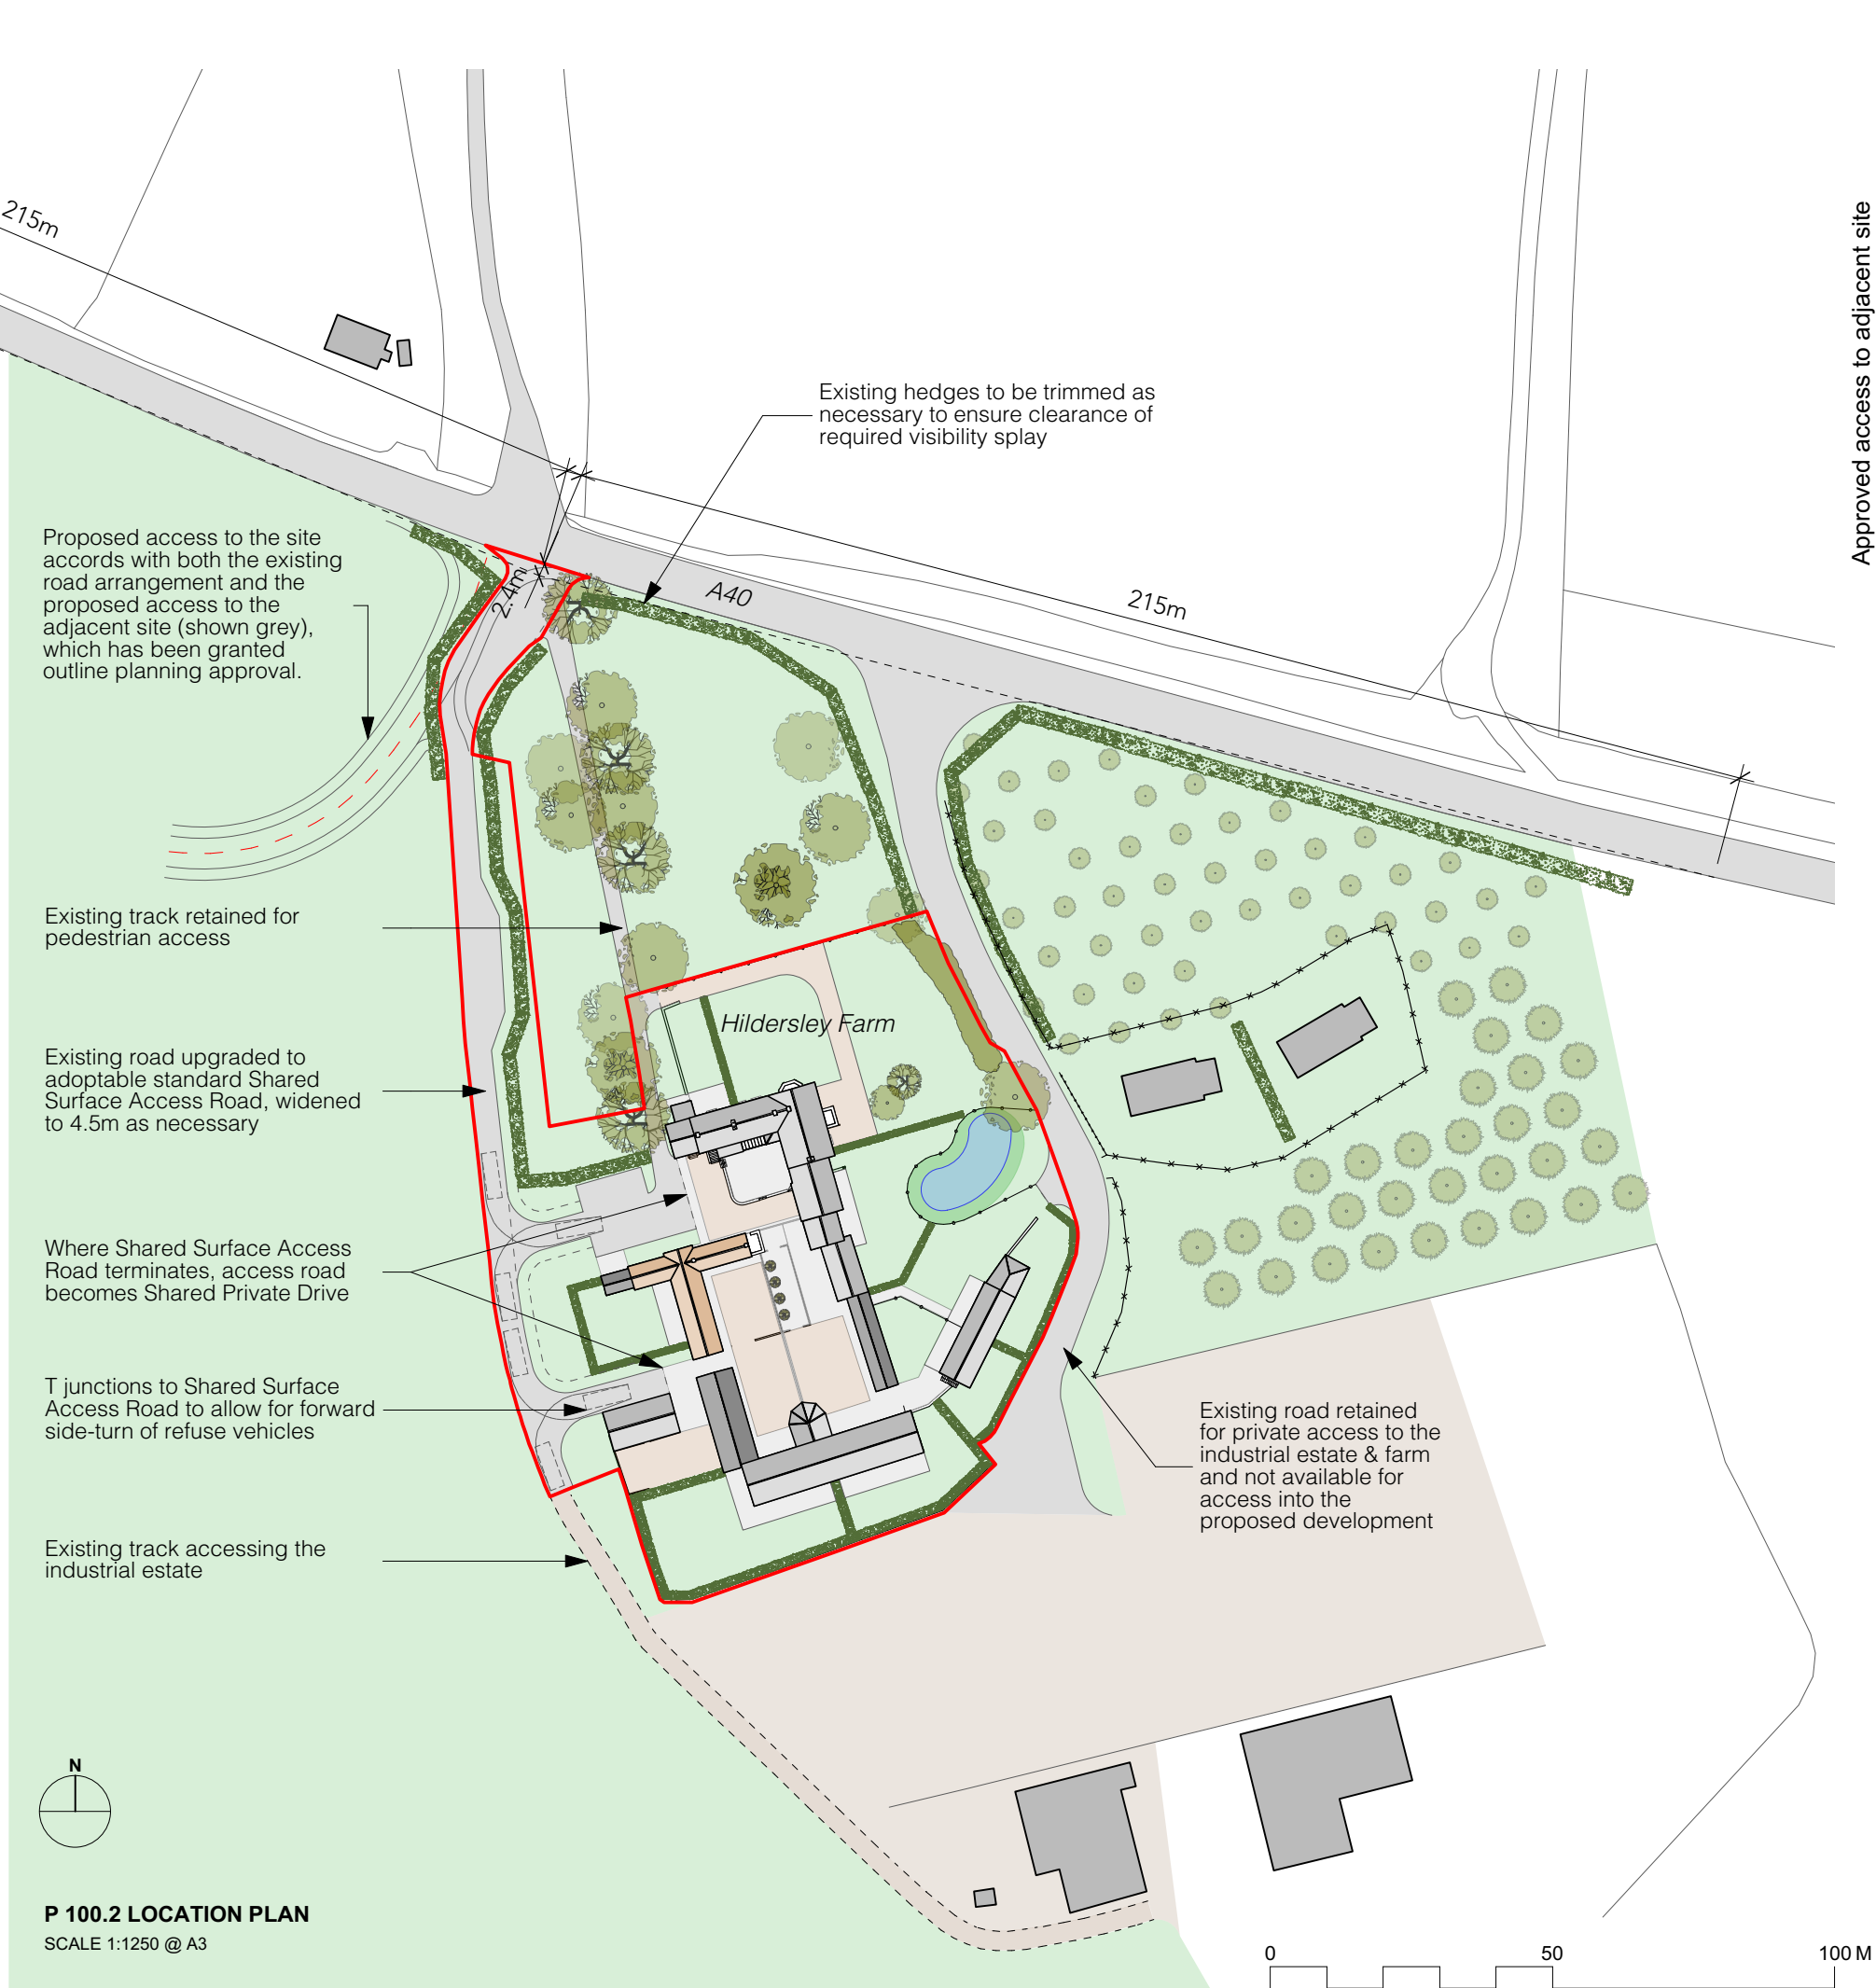 Approved access to adjacent site
215m
Existing hedges to be trimmed as
necessary to ensure clearance of
required visibility splay
Proposed access to the site
accords with both the existing
road arrangement and the
proposed access to the
adjacent site (shown grey),
which has been granted
outline planning approval.
2.4m
A40
215m
Existing track retained for
pedestrian access
Hildersley Farm
Existing road upgraded to
adoptable standard Shared
Surface Access Road, widened
to 4.5m as necessary
Where Shared Surface Access
Road terminates, access road
becomes Shared Private Drive
T junctions to Shared Surface
Access Road to allow for forward
side-turn of refuse vehicles
Existing road retained
for private access to the
industrial estate & farm
and not available for
access into the
proposed development
Existing track accessing the
industrial estate
N
P 100.2 LOCATION PLAN
SCALE 1:1250 @ A3
0 50 100 M